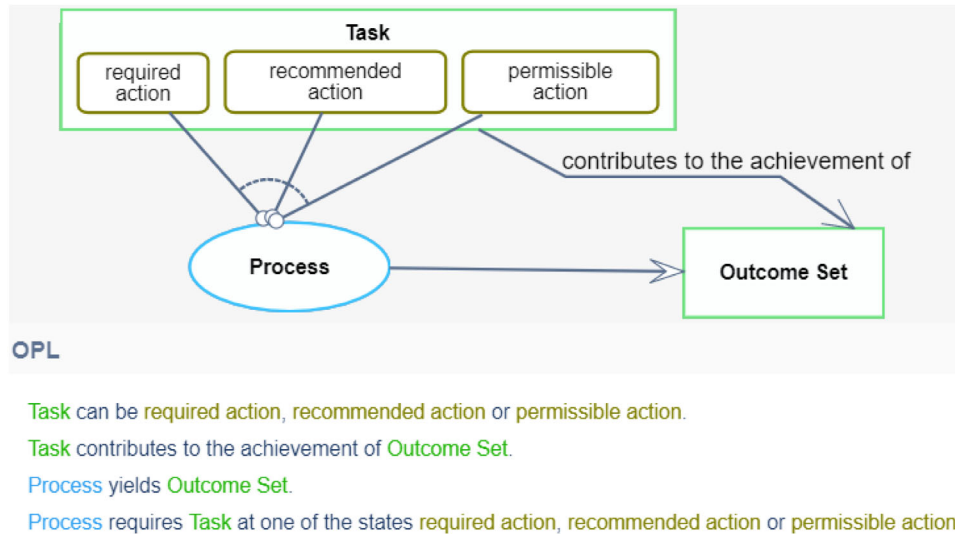 Task
required
action
recommended
action
permissible
action
contributes to the achievement of
Process
Outcome Set
OPL
Task can be required action, recommended action or permissible action.
Task contributes to the achievement of Outcome Set.
Process yields Outcome Set.
Process requires Task at one of the states required action, recommended action or permissible action